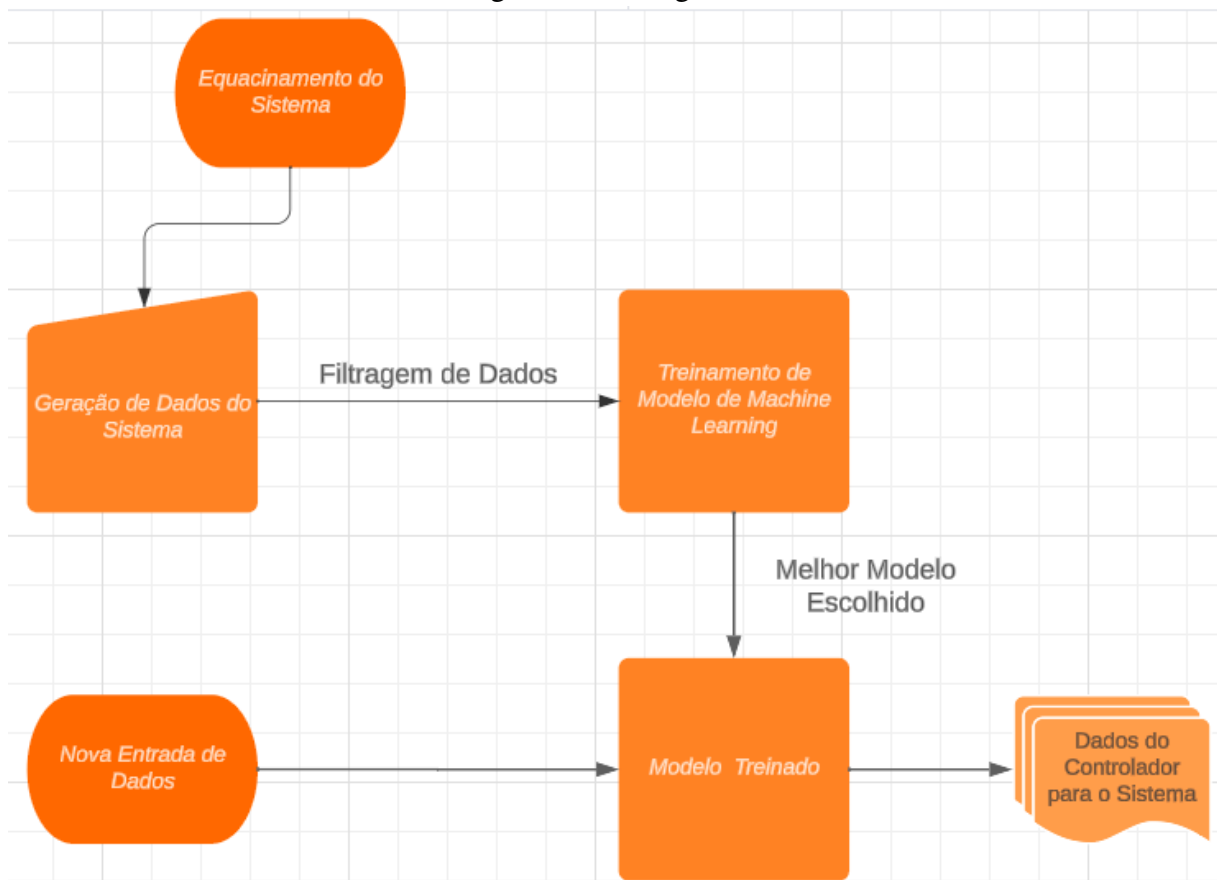 Equacinamento do
Sistema
Geração de Dados do
Sistema
Filtragem de Dados
Treinamento de
Modelo de Machine
Learning
Melhor Modelo
Escolhido
Nova Entrada de
Dados
Modelo Treinado
Dados do
Controlador
para o Sistema